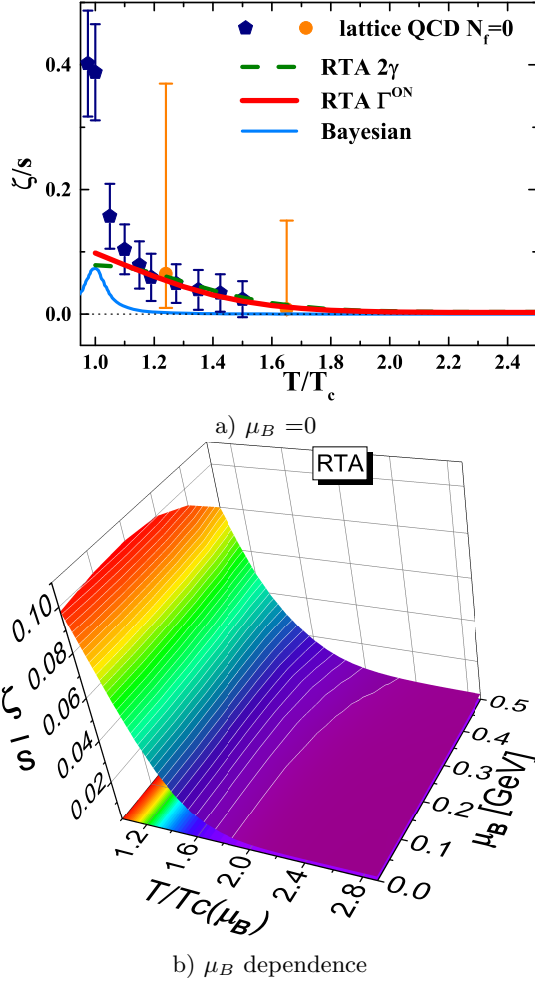 lattice QCD N_f=0
RTA 2γ
RTA Γ^ON
Bayesian
ζ/s
0.4
0.2
0.0
1.0 1.2 1.4 1.6 1.8 2.0 2.2 2.4
T/T_c
a) μ_B =0
RTA
0.10
0.08
0.06
0.04
0.02
ζ
s
1.2 1.6 2.0 2.4 2.8
T/Tc(μ_B)
0.5
0.4
0.3
0.2
0.1
0.0
μ_B [GeV]
b) μ_B dependence